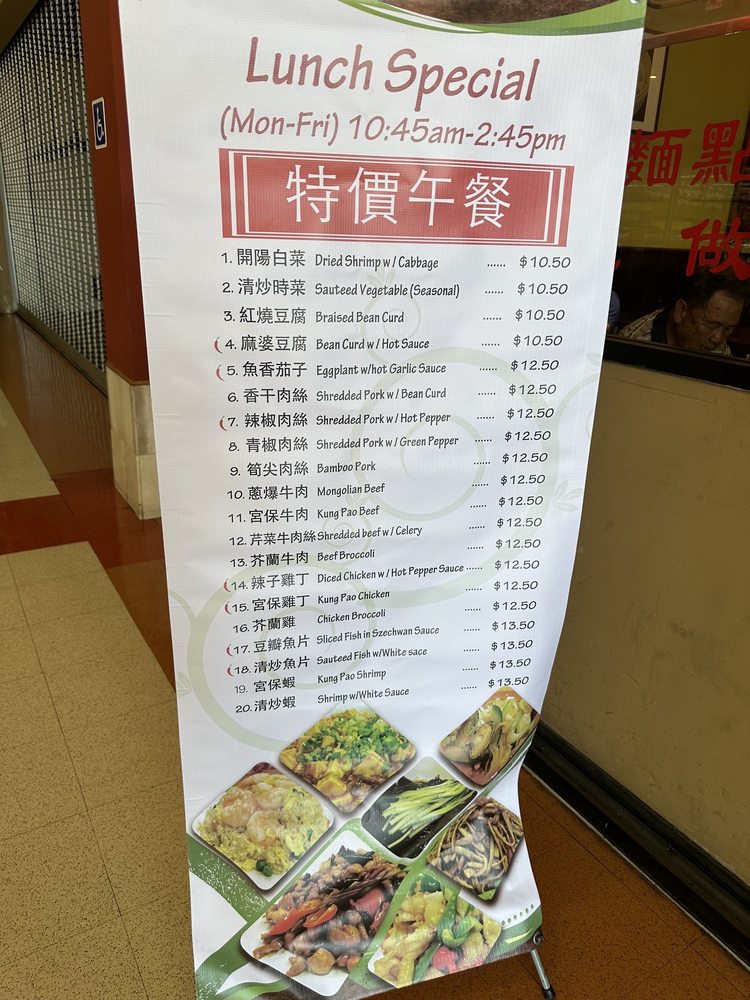 Lunch Special
(Mon-Fri) 10:45am-2:45pm
特價午餐
1. 開陽白菜 Dried Shrimp w / Cabbage ...... $10.50
2. 清炒時菜 Sauteed Vegetable (Seasonal) ...... $10.50
3. 紅燒豆腐 Braised Bean Curd ...... $10.50
4. 麻婆豆腐 Bean Curd w / Hot Sauce ...... $10.50
5. 魚香茄子 Eggplant w/hot Garlic Sauce ...... $12.50
6. 香干肉絲 Shredded Pork w / Bean Curd ...... $12.50
7. 辣椒肉絲 Shredded Pork w / Hot Pepper ...... $12.50
8. 青椒肉絲 Shredded Pork w / Green Pepper ...... $12.50
9. 筍尖肉絲 Bamboo Pork ...... $12.50
10. 蔥爆牛肉 Mongolian Beef ...... $12.50
11. 宮保牛肉 Kung Pao Beef ...... $12.50
12. 芹菜牛肉絲 Shredded beef w / Celery ...... $12.50
13. 芥蘭牛肉 Beef Broccoli ...... $12.50
14. 辣子雞丁 Diced Chicken w / Hot Pepper Sauce ...... $12.50
15. 宮保雞丁 Kung Pao Chicken ...... $12.50
16. 芥蘭雞 Chicken Broccoli ...... $12.50
17. 豆瓣魚片 Sliced Fish in Szechwan Sauce ...... $13.50
18. 清炒魚片 Sauteed Fish w/White sace ...... $13.50
19. 宮保蝦 Kung Pao Shrimp ...... $13.50
20. 清炒蝦 Shrimp w/White Sauce ...... $13.50
麵點
做